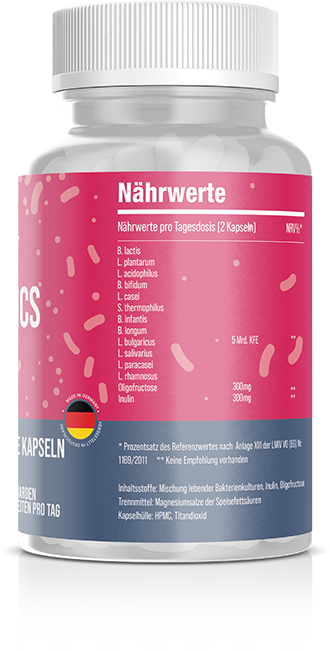 Nährwerte
Nährwerte pro Tagesdosis (2 Kapseln) NRV%*
B. lactis
L. plantarum
L. acidophilus
B. bifidum
L. casei
S. thermophilus
B. infantis
B. longum
L. bulgaricus = 5 Mrd. KFE **
L. salivarius
L. paracasei
L. rhamnosus
Oligofructose 300mg **
Inulin 300mg **
CS®
E KAPSELN
IARDEN
EITEN PRO TAG
MADE IN GERMANY
* Prozentsatz des Referenzwertes nach Anlage XIII der LMIV VO (EG) Nr.
1169/2011 ** Keine Empfehlung vorhanden
Inhaltsstoffe: Mischung lebender Bakterienkulturen, Inulin, Oligofructose
Trennmittel: Magnesiumsalze der Speisefettsäuren
Kapselhülle: HPMC, Titandioxid